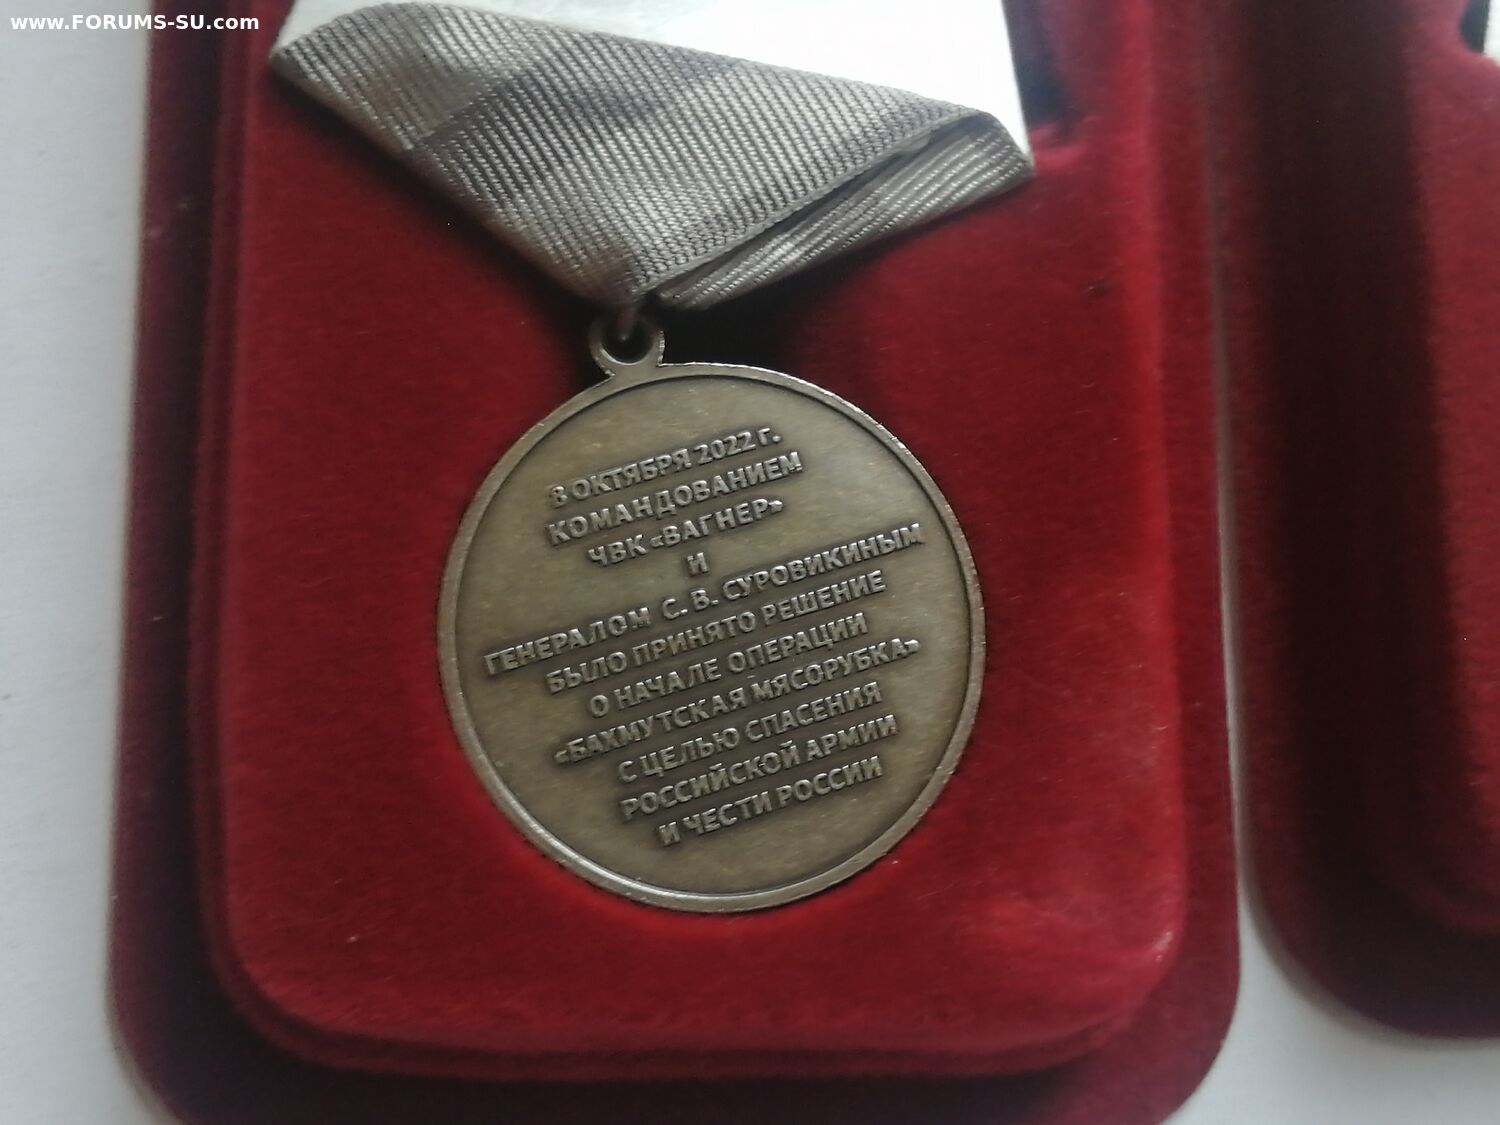 www.FORUMS-SU.com
8 ОКТЯБРЯ 2022 г.
КОМАНДОВАНИЕМ
ЧВК «ВАГНЕР»
И
ГЕНЕРАЛОМ С. В. СУРОВИКИНЫМ
БЫЛО ПРИНЯТО РЕШЕНИЕ
О НАЧАЛЕ ОПЕРАЦИИ
«БАХМУТСКАЯ МЯСОРУБКА»
С ЦЕЛЬЮ СПАСЕНИЯ
РОССИЙСКОЙ АРМИИ
И ЧЕСТИ РОССИИ